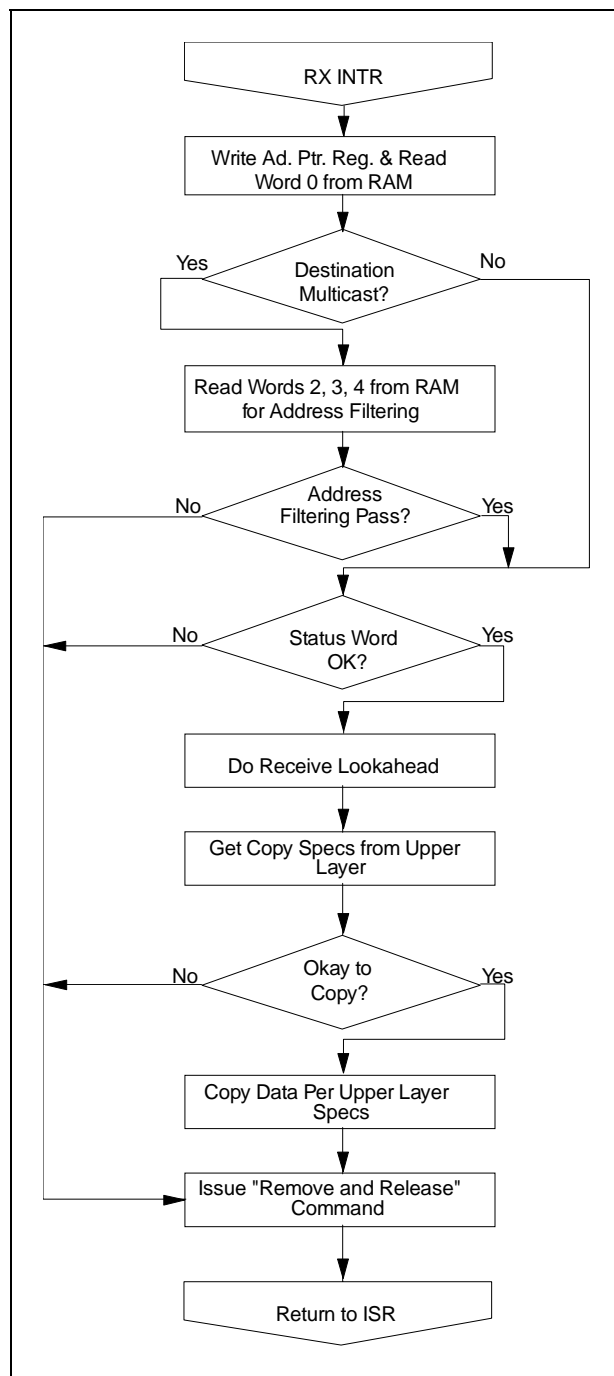 RX INTR
Write Ad. Ptr. Reg. & Read
Word 0 from RAM
Yes
No
Destination
Multicast?
Read Words 2, 3, 4 from RAM
for Address Filtering
Address
No
Yes
Filtering Pass?
No
Yes
Status Word
OK?
Do Receive Lookahead
Get Copy Specs from Upper
Layer
Okay to
No
Yes
Copy?
Copy Data Per Upper Layer
Specs
Issue "Remove and Release"
Command
Return to ISR